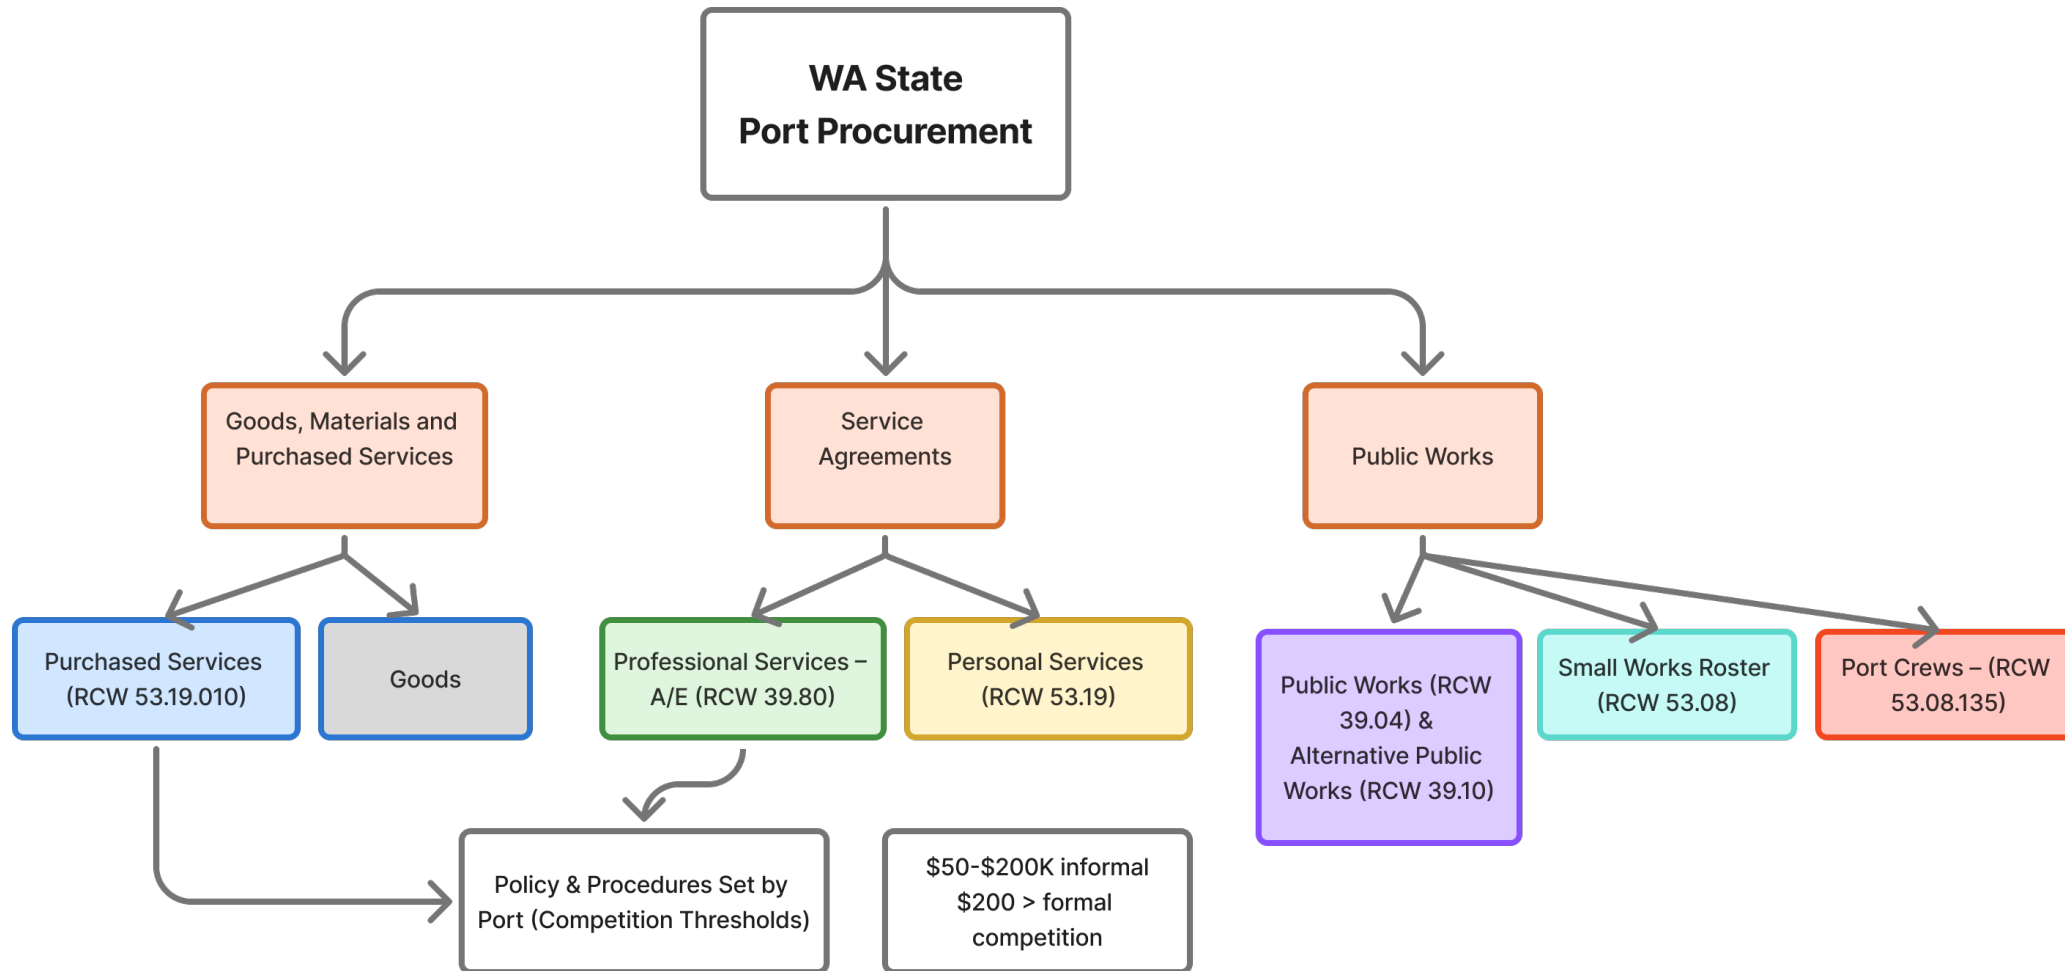 WA State
Port Procurement
Goods, Materials and
Purchased Services
Service
Agreements
Public Works
Purchased Services
(RCW 53.19.010)
Goods
Professional Services –
A/E (RCW 39.80)
Personal Services
(RCW 53.19)
Public Works (RCW
39.04) &
Alternative Public
Works (RCW 39.10)
Small Works Roster
(RCW 53.08)
Port Crews – (RCW
53.08.135)
Policy & Procedures Set by
Port (Competition Thresholds)
$50-$200K informal
$200 > formal
competition